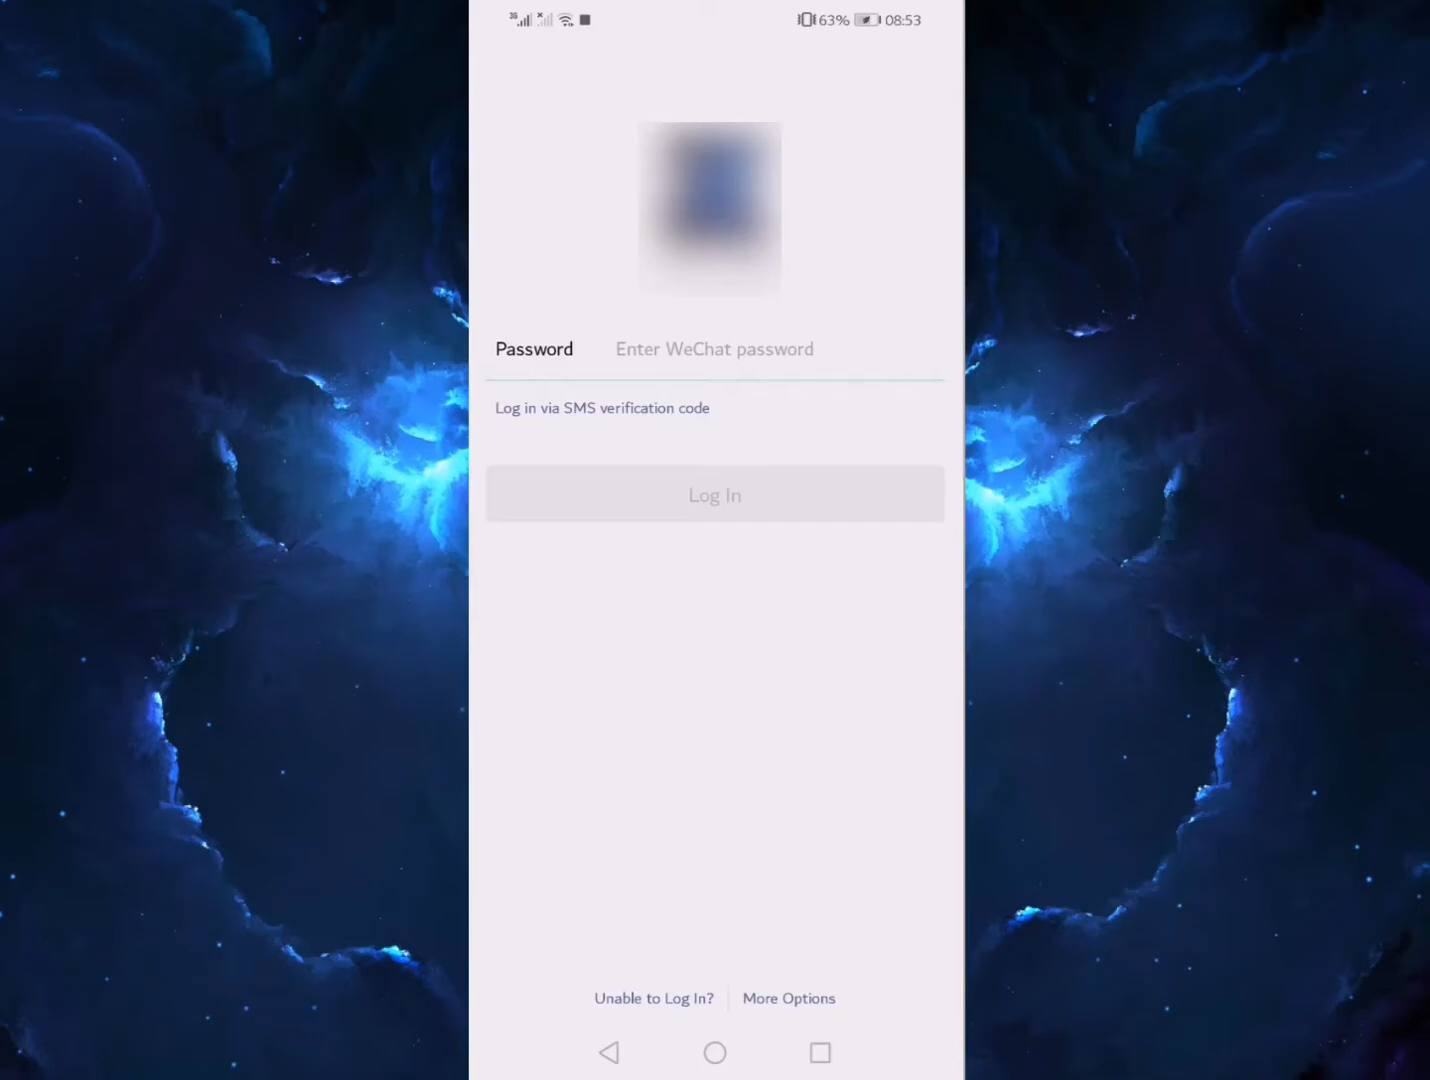 3G 63% 08:53
Password Enter WeChat password
Log in via SMS verification code
Log In
Unable to Log In? More Options